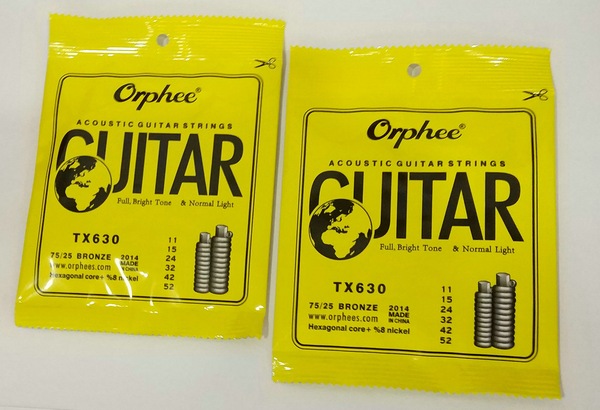 Orphee®
ACOUSTIC GUITAR STRINGS
GUITAR
Full, Bright Tone & Normal Light
TX630
75/25 BRONZE 2014
www.orphees.com MADE IN CHINA
Hexagonal core+ %8 nickel
11
15
24
32
42
52
Orphee®
ACOUSTIC GUITAR STRINGS
GUITAR
Full, Bright Tone & Normal Light
TX630
75/25 BRONZE 2014
www.orphees.com MADE IN CHINA
Hexagonal core+ %8 nickel
11
15
24
32
42
52